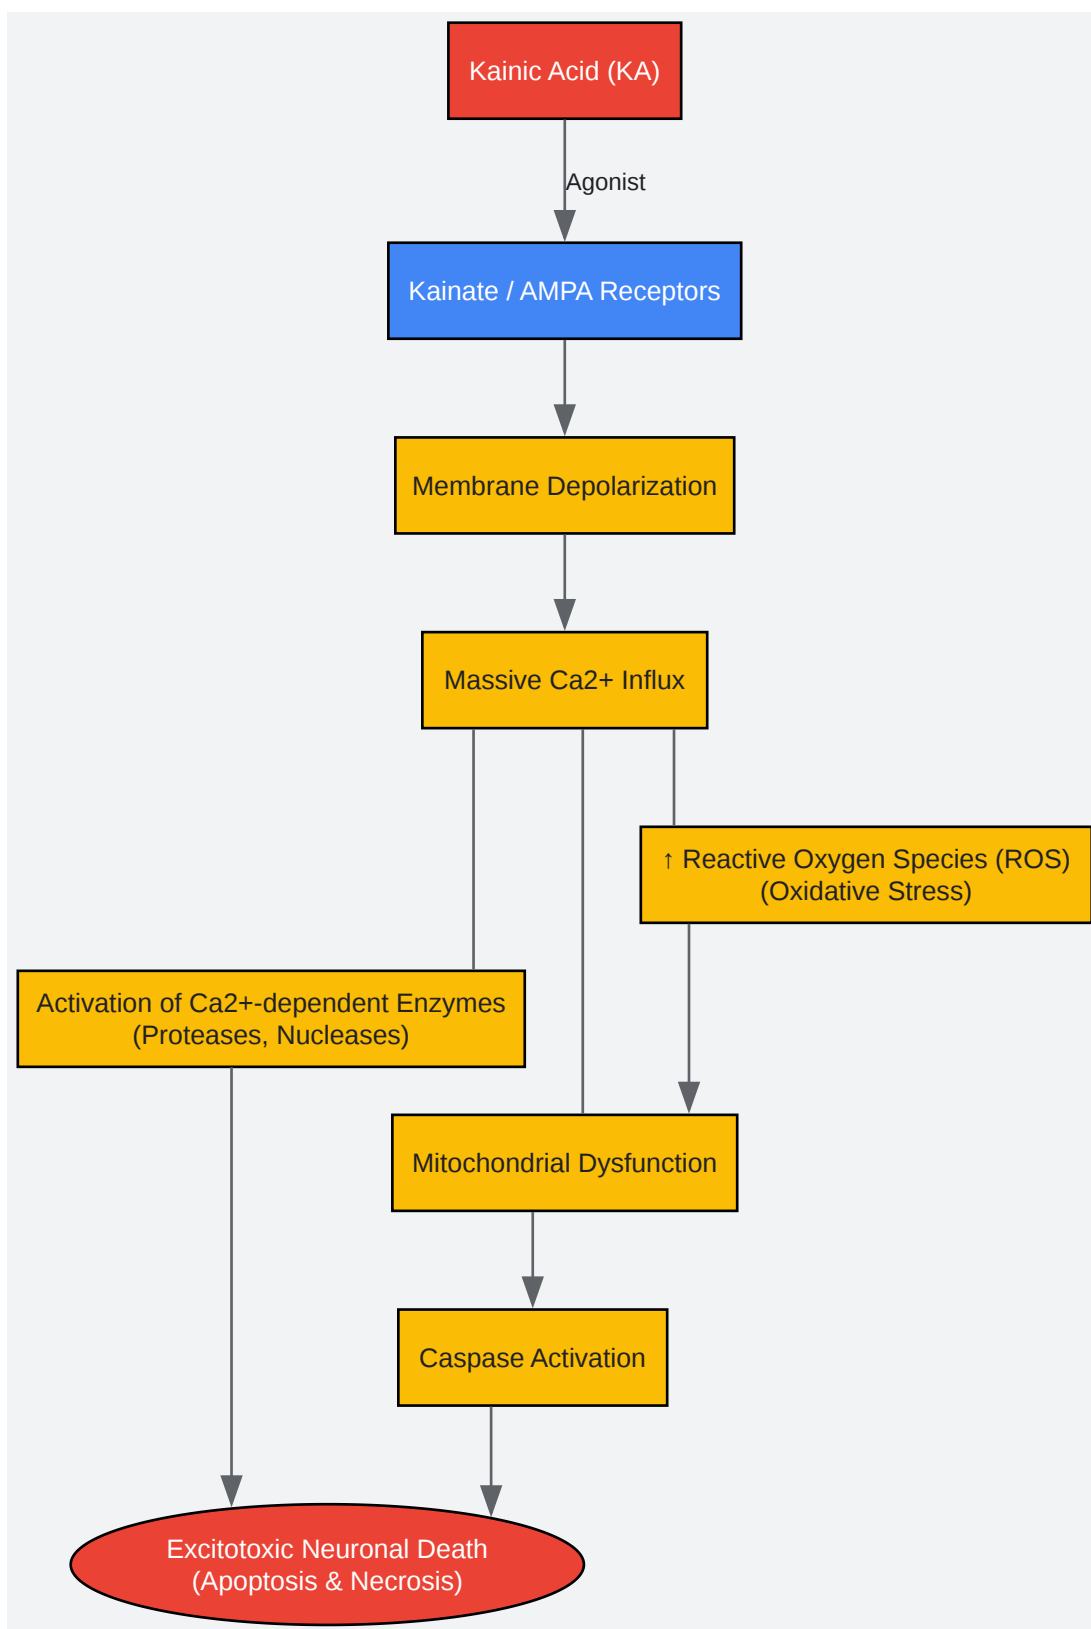 Kainic Acid (KA)
Agonist
Kainate / AMPA Receptors
Membrane Depolarization
Massive Ca2+ Influx
↑ Reactive Oxygen Species (ROS)
(Oxidative Stress)
Activation of Ca2+-dependent Enzymes
(Proteases, Nucleases)
Mitochondrial Dysfunction
Caspase Activation
Excitotoxic Neuronal Death
(Apoptosis & Necrosis)